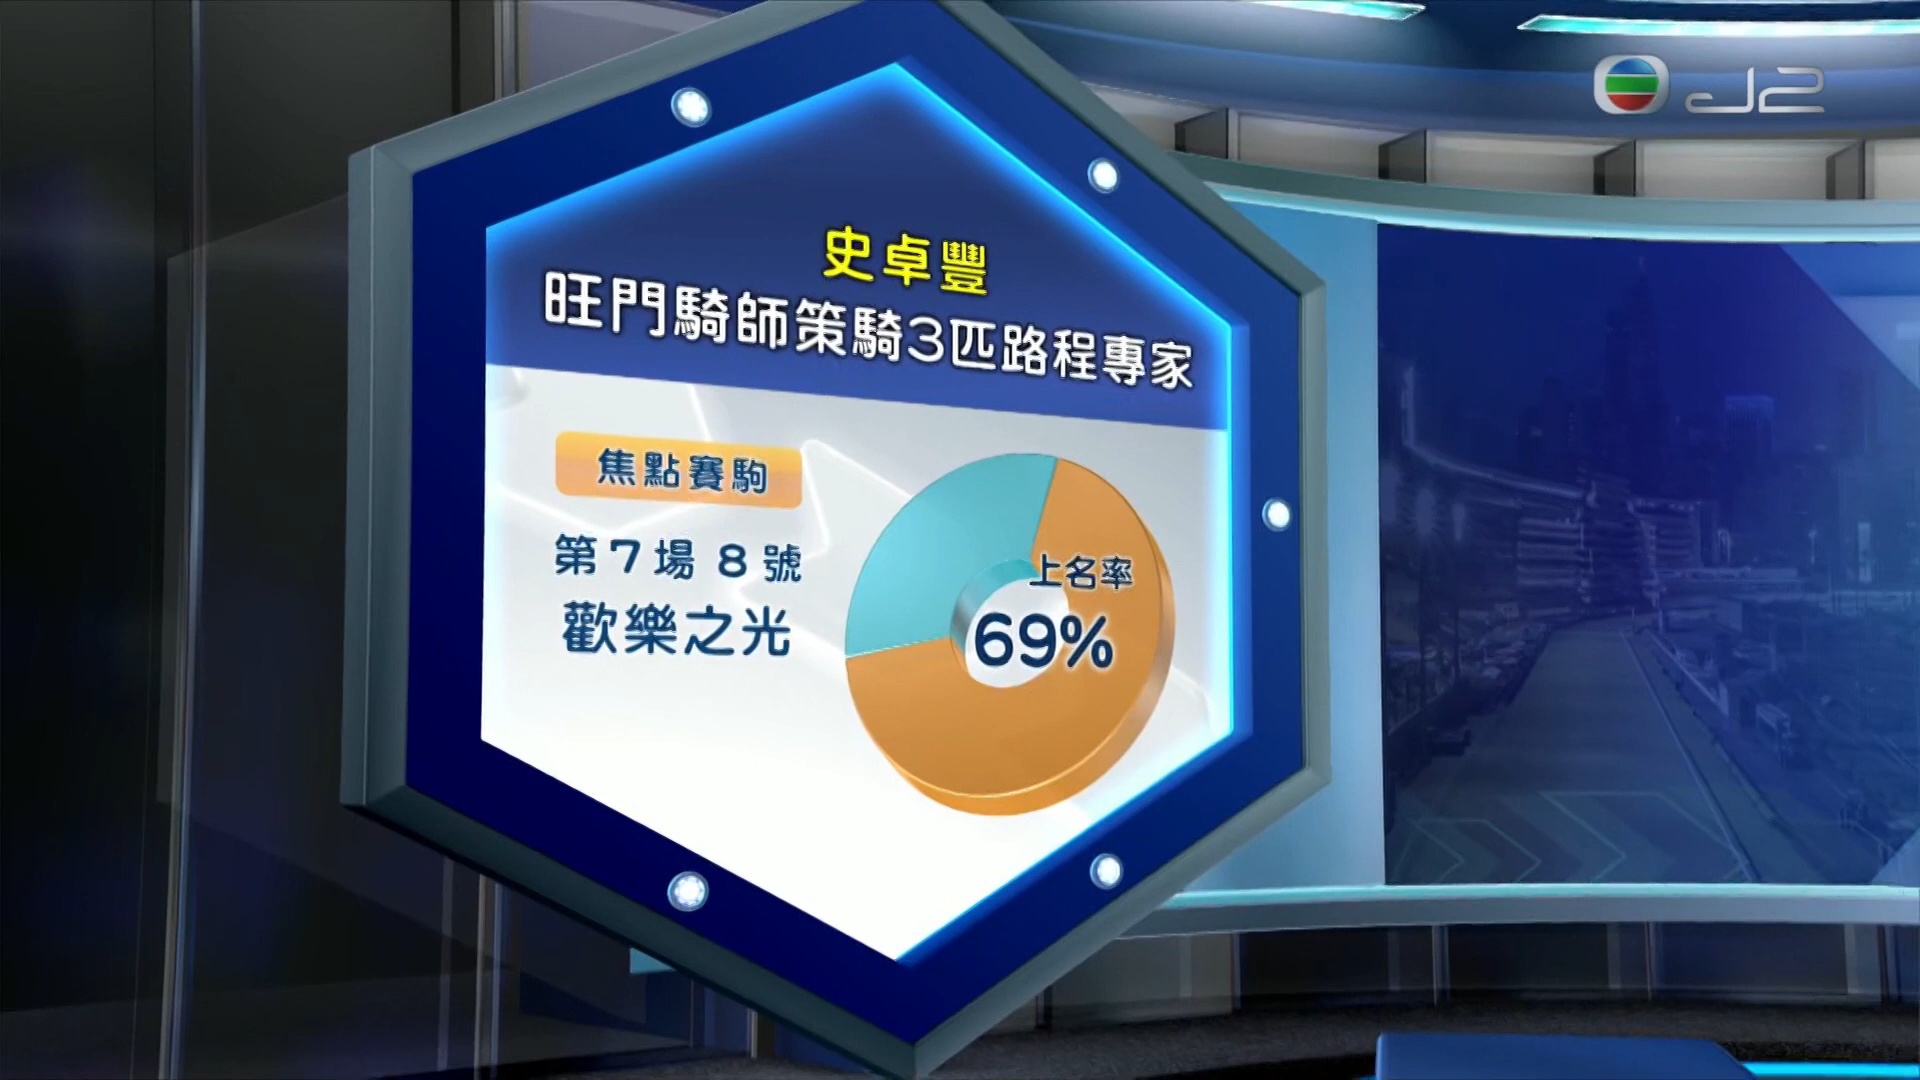 J2
史卓豐
旺門騎師策騎3匹路程專家
焦點賽駒
第7場 8號
歡樂之光
上名率
69%